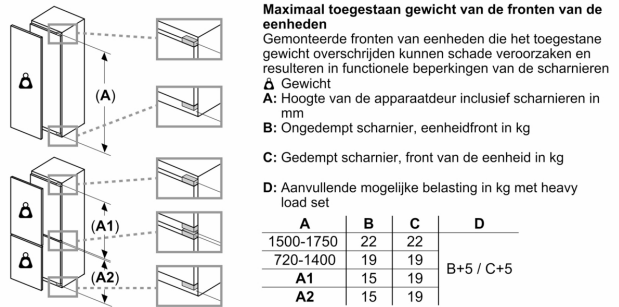 Maximaal toegestaan gewicht van de fronten van de
eenheden
Gemonteerde fronten van eenheden die het toegestane
gewicht overschrijden kunnen schade veroorzaken en
resulteren in functionele beperkingen van de scharnieren
Gewicht
A: Hoogte van de apparaatdeur inclusief scharnieren in
mm
B: Ongedempt scharnier, eenheidfront in kg
C: Gedempt scharnier, front van de eenheid in kg
D: Aanvullende mogelijke belasting in kg met heavy
load set
A B C D
1500-1750 22 22
720-1400 19 19
B+5 / C+5
A1 15 19
A2 15 19
(A)
(A1)
(A2)